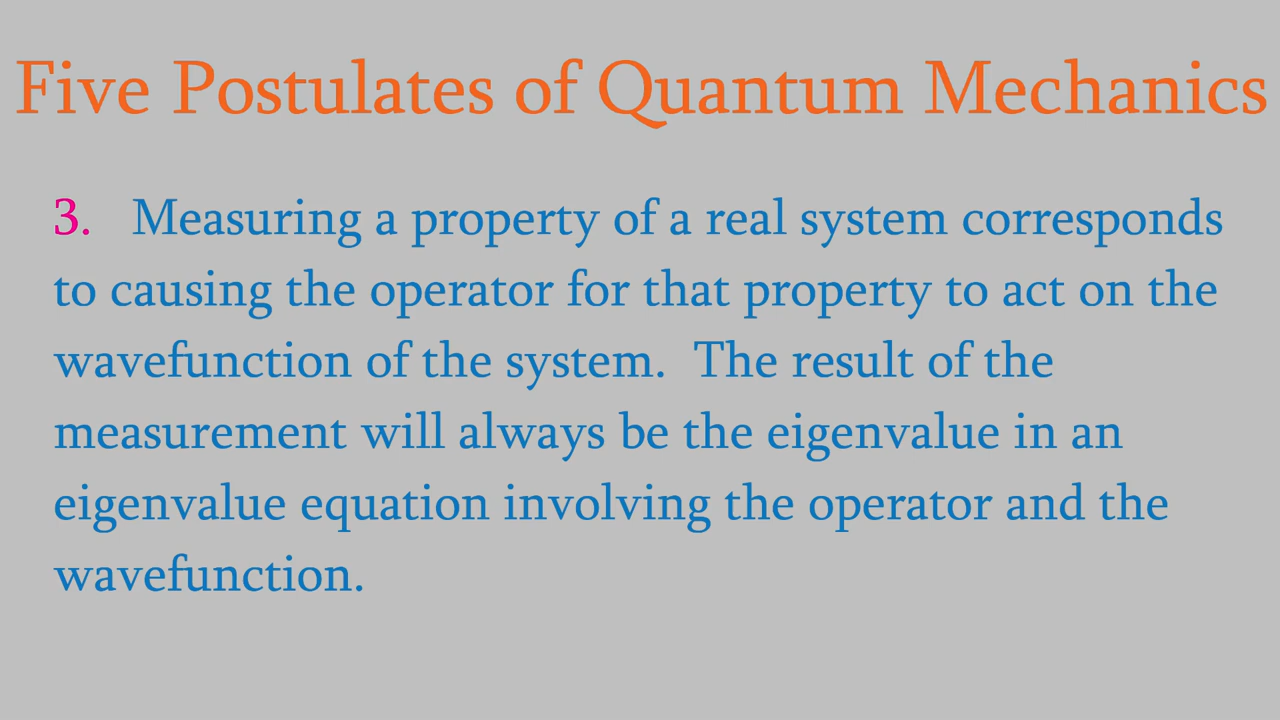 Five Postulates of Quantum Mechanics
3. Measuring a property of a real system corresponds
to causing the operator for that property to act on the
wavefunction of the system. The result of the
measurement will always be the eigenvalue in an
eigenvalue equation involving the operator and the
wavefunction.